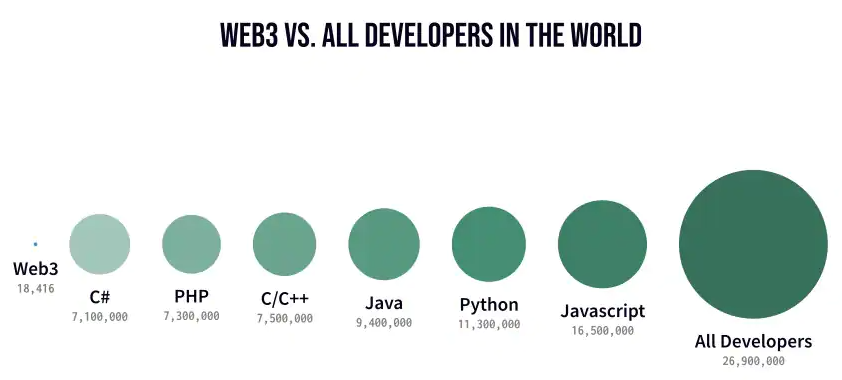 WEB3 VS. ALL DEVELOPERS IN THE WORLD
Web3
18,416
C#
7,100,000
PHP
7,300,000
C/C++
7,500,000
Java
9,400,000
Python
11,300,000
Javascript
16,500,000
All Developers
26,900,000